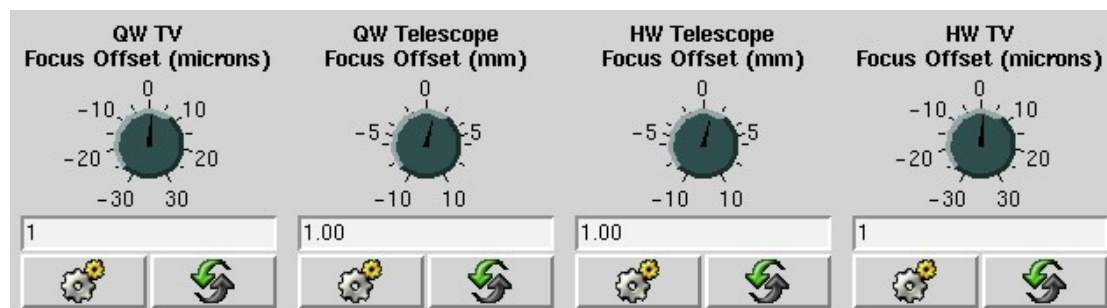 QW TV
Focus Offset (microns)
0
-10 10
-20 20
-30 30
1
QW Telescope
Focus Offset (mm)
0
-5 5
-10 10
1.00
HW Telescope
Focus Offset (mm)
0
-5 5
-10 10
1.00
HW TV
Focus Offset (microns)
0
-10 10
-20 20
-30 30
1